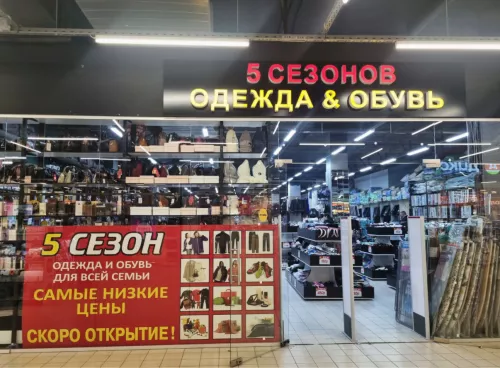 5 СЕЗОНОВ
ОДЕЖДА & ОБУВЬ
5 СЕЗОН
ОДЕЖДА И ОБУВЬ
ДЛЯ ВСЕЙ СЕМЬИ
САМЫЕ НИЗКИЕ
ЦЕНЫ
СКОРО ОТКРЫТИЕ!